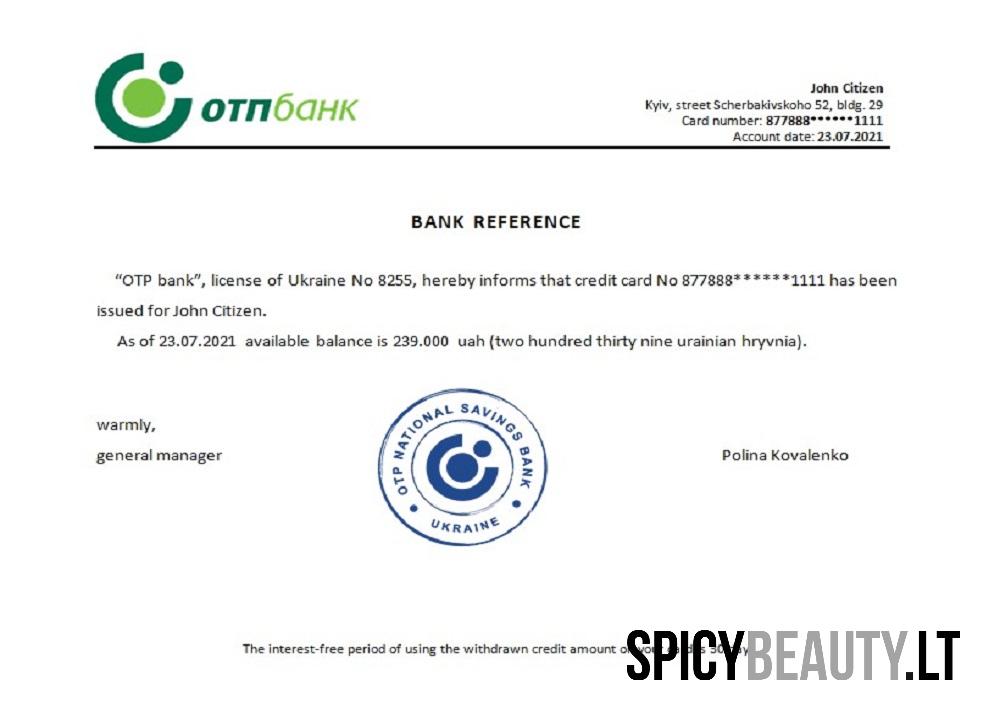 отпбанк
John Citizen
Kyiv, street Scherbakivskoho 52, bldg. 29
Card number: 877888******1111
Account date: 23.07.2021
BANK REFERENCE
“OTP bank”, license of Ukraine No 8255, hereby informs that credit card No 877888******1111 has been
issued for John Citizen.
As of 23.07.2021 available balance is 239.000 uah (two hundred thirty nine urainian hryvnia).
warmly,
general manager
OTP NATIONAL SAVINGS BANK
UKRAINE
Polina Kovalenko
The interest-free period of using the withdrawn credit amount
SPICYBEAUTY.LT